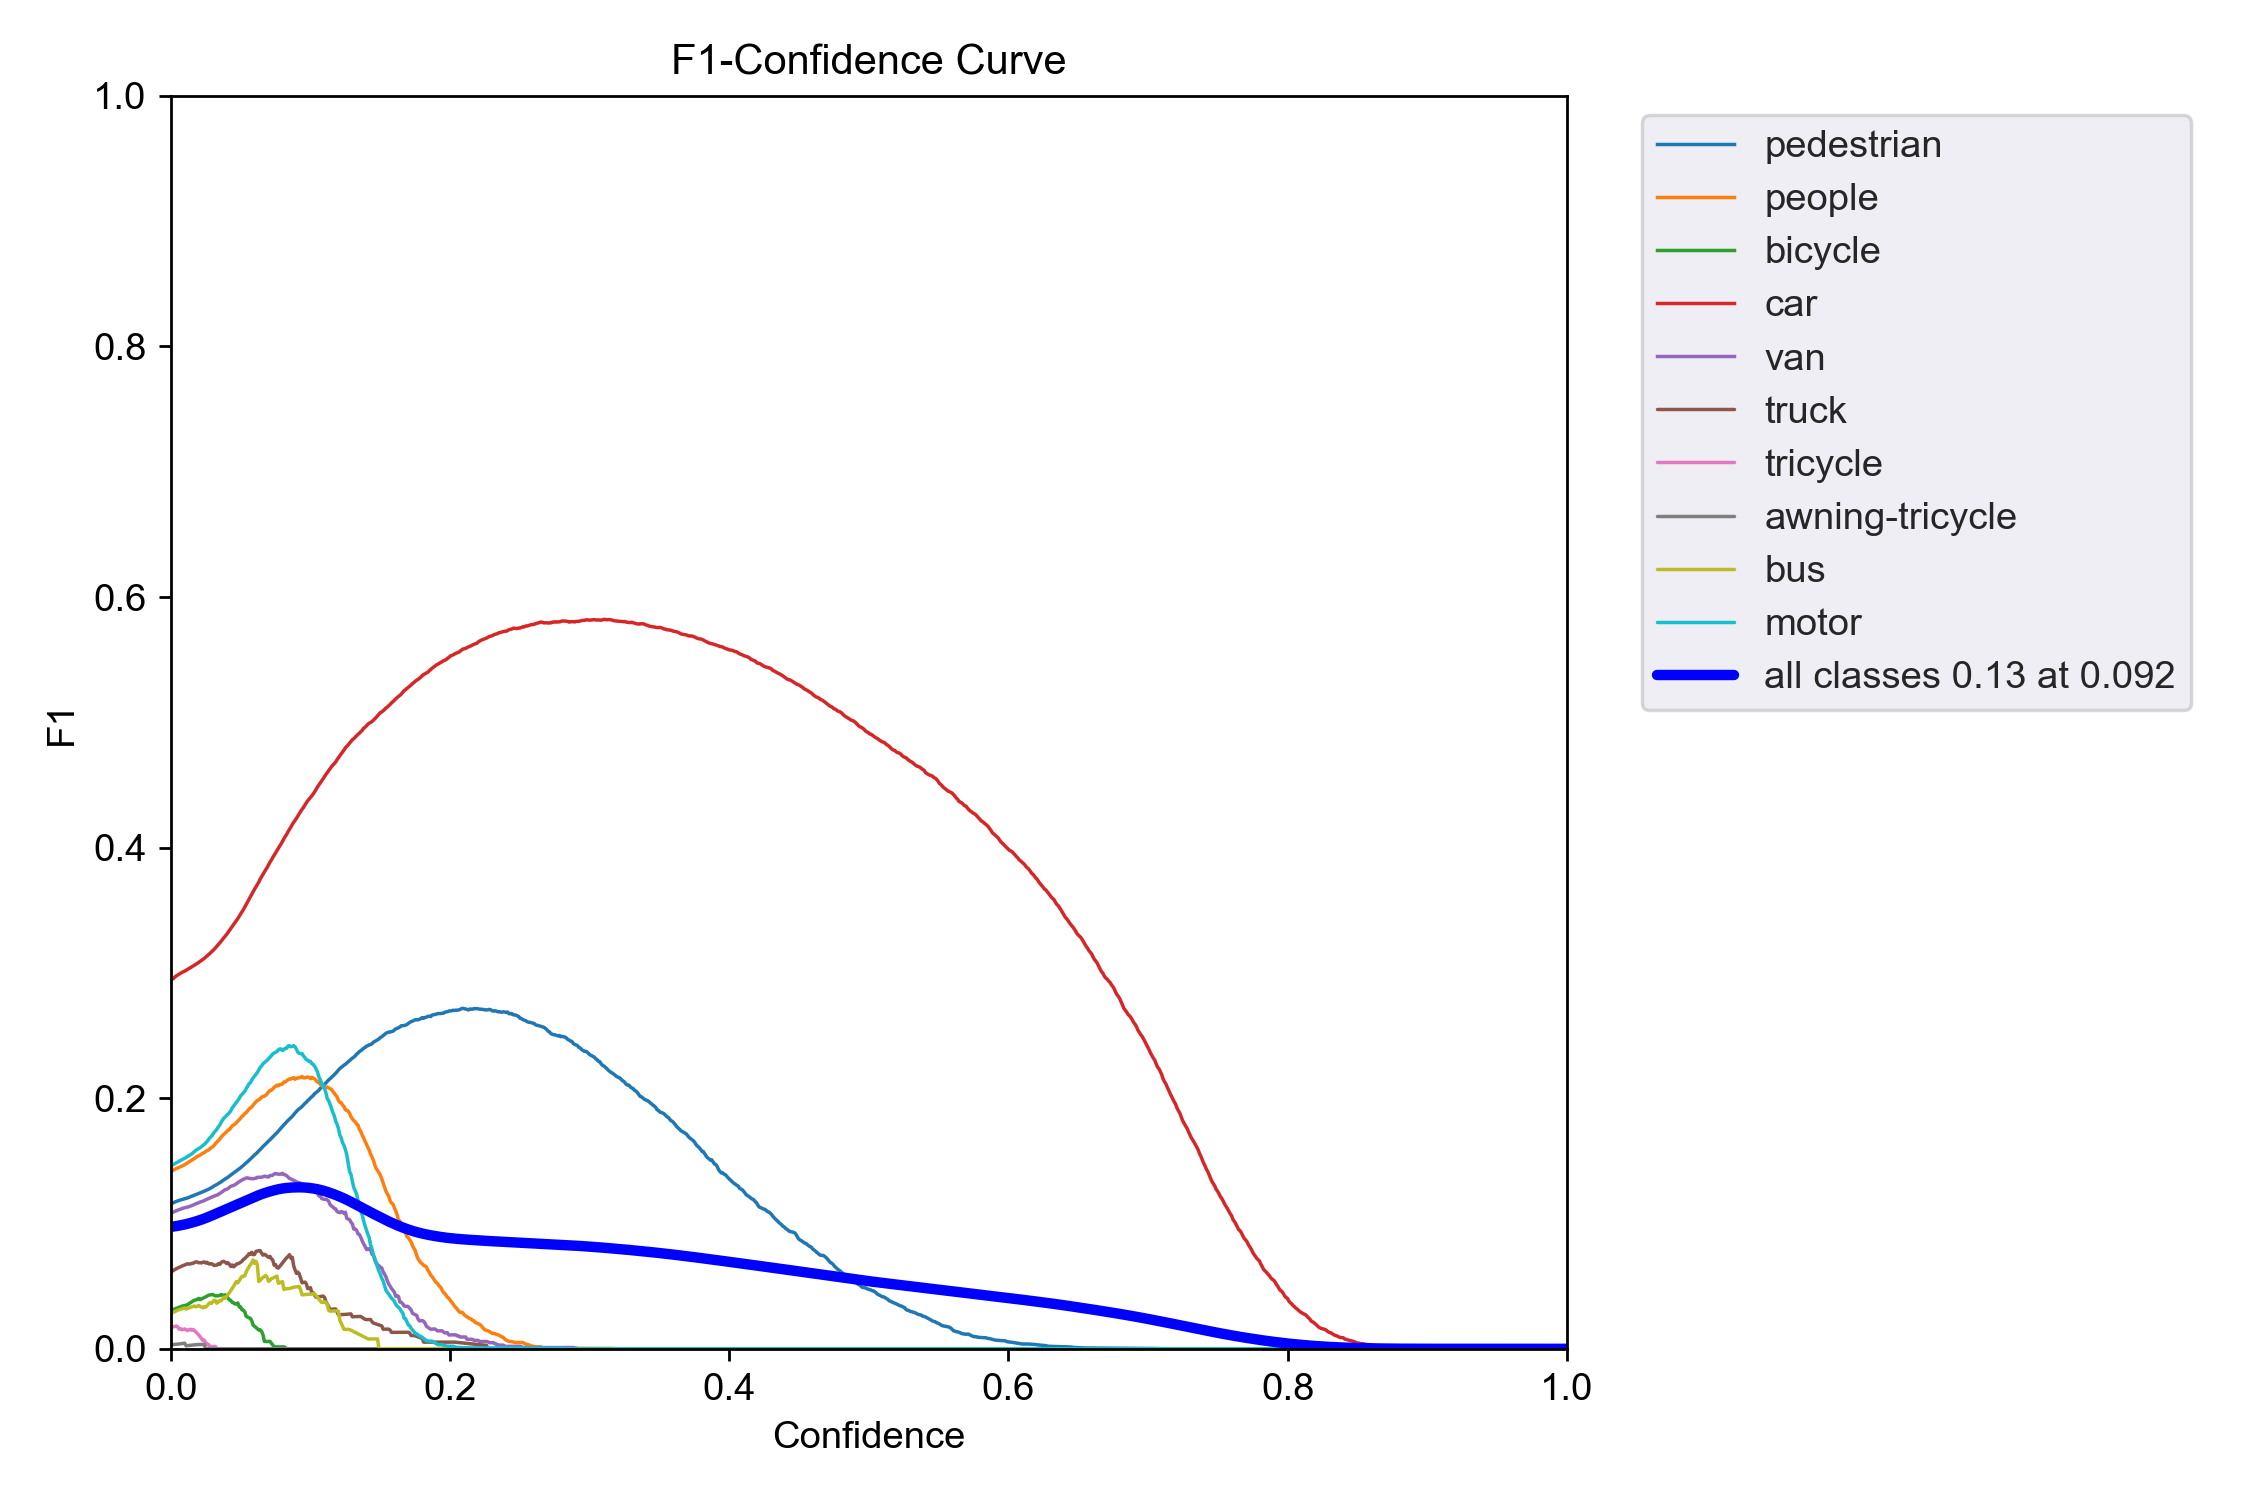 F1-Confidence Curve
1.0
0.8
0.6
0.4
0.2
0.0
F1
0.0 0.2 0.4 0.6 0.8 1.0
Confidence
pedestrian
people
bicycle
car
van
truck
tricycle
awning-tricycle
bus
motor
all classes 0.13 at 0.092